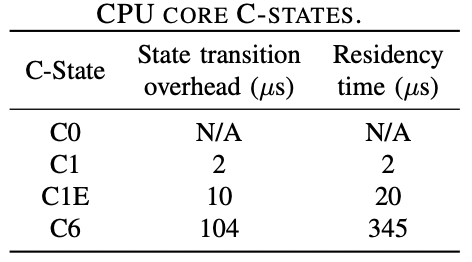 CPU CORE C-STATES.
C-State State transition overhead (μs) Residency time (μs)
C0 N/A N/A
C1 2 2
C1E 10 20
C6 104 345